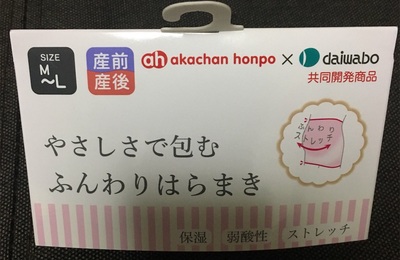 SIZE
M
～L
産前
産後
ah akachan honpo × daiwabo
共同開発商品
ふんわり
ストレッチ
やさしさで包む
ふんわりはらまき
保湿 弱酸性 ストレッチ